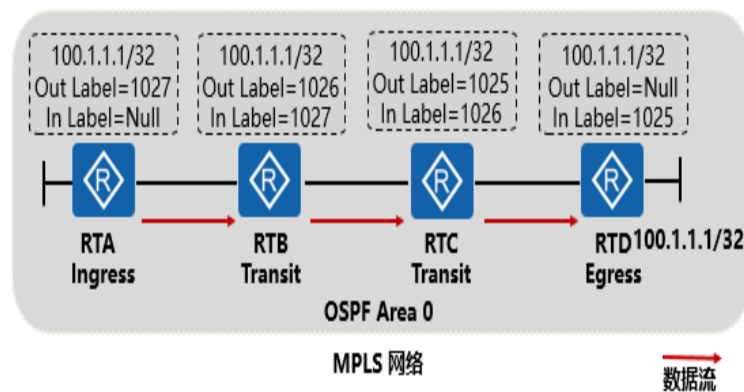 100.1.1.1/32
Out Label=1027
In Label=Null
100.1.1.1/32
Out Label=1026
In Label=1027
100.1.1.1/32
Out Label=1025
In Label=1026
100.1.1.1/32
Out Label=Null
In Label=1025
R
R
R
R
RTA
Ingress
RTB
Transit
RTC
Transit
RTD
Egress
100.1.1.1/32
OSPF Area 0
MPLS 网络
数据流